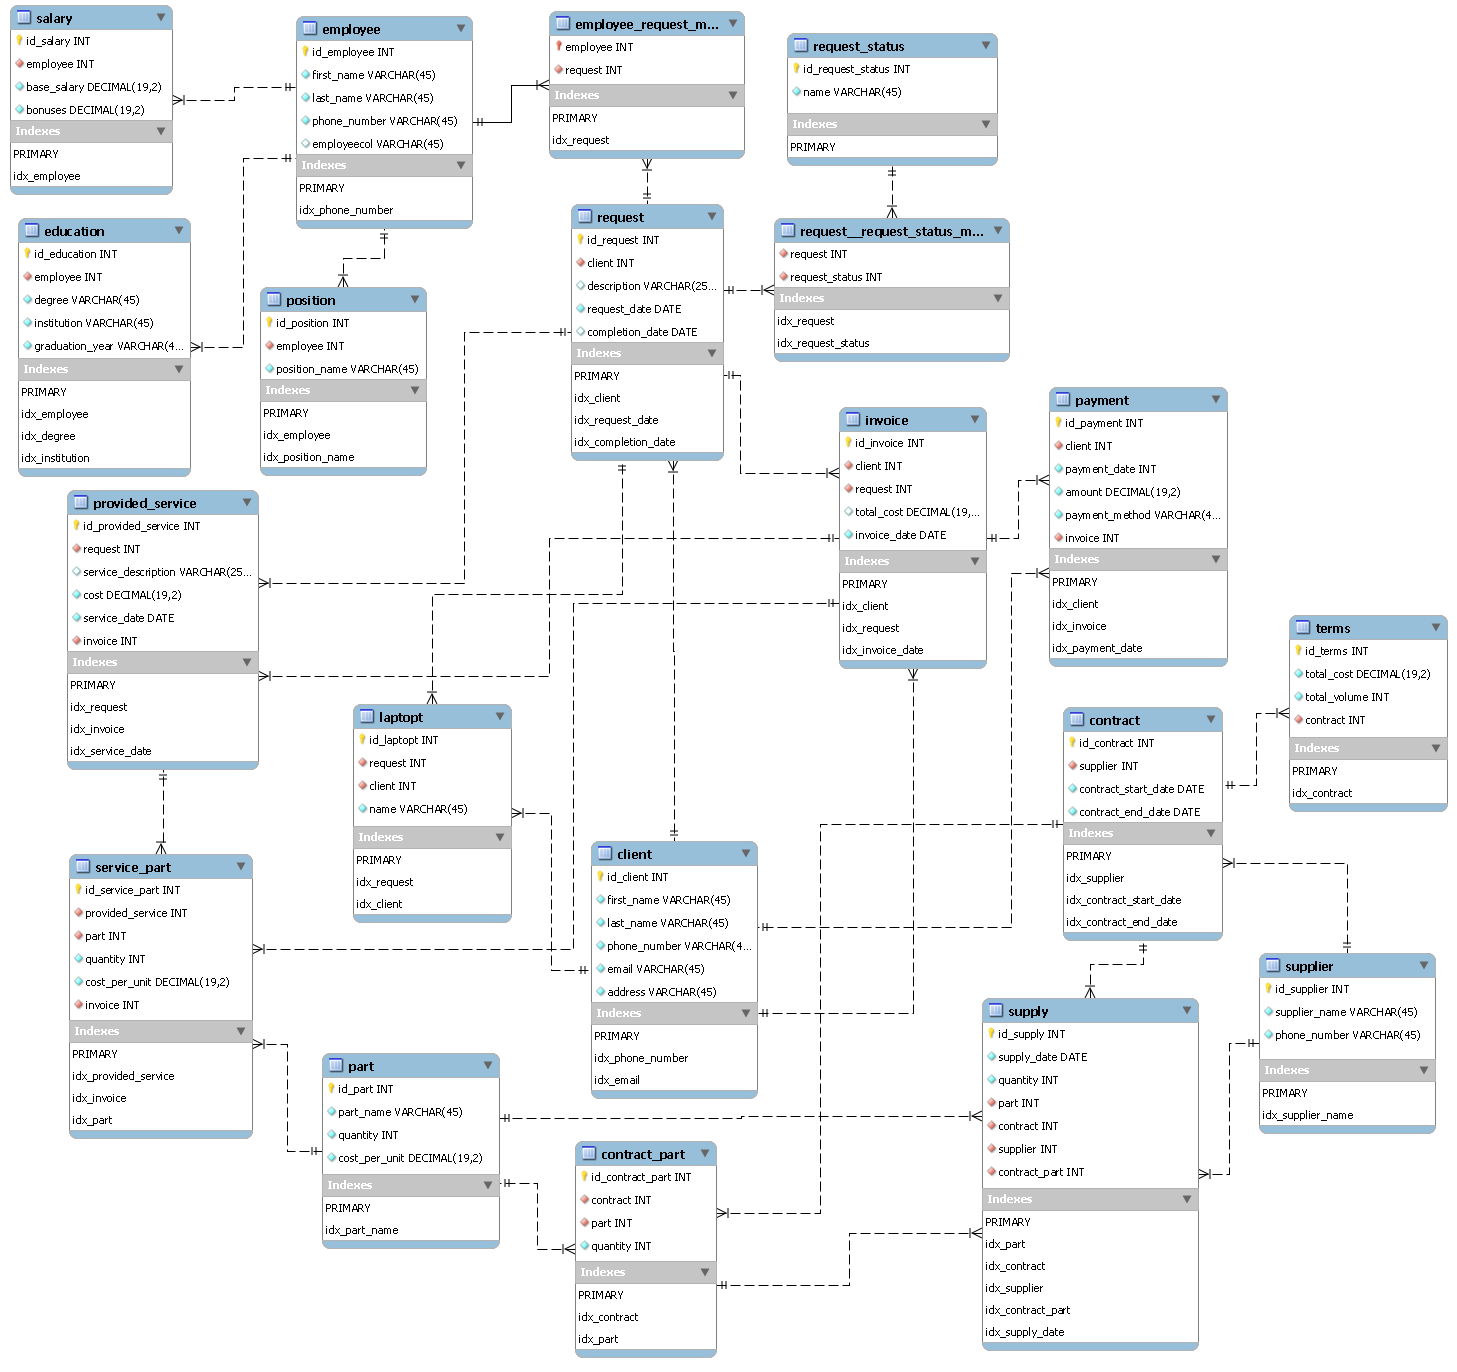 salary
id_salary INT
employee INT
base_salary DECIMAL(19,2)
bonuses DECIMAL(19,2)
Indexes
PRIMARY
idx_employee
employee
id_employee INT
first_name VARCHAR(45)
last_name VARCHAR(45)
phone_number VARCHAR(45)
employeecol VARCHAR(45)
Indexes
PRIMARY
idx_phone_number
employee_request_m...
employee INT
request INT
Indexes
PRIMARY
idx_request
request_status
id_request_status INT
name VARCHAR(45)
Indexes
PRIMARY
education
id_education INT
employee INT
degree VARCHAR(45)
institution VARCHAR(45)
graduation_year VARCHAR(4...
Indexes
PRIMARY
idx_employee
idx_degree
idx_institution
position
id_position INT
employee INT
position_name VARCHAR(45)
Indexes
PRIMARY
idx_employee
idx_position_name
request
id_request INT
client INT
description VARCHAR(25...
request_date DATE
completion_date DATE
Indexes
PRIMARY
idx_client
idx_request_date
idx_completion_date
request__request_status_m...
request INT
request_status INT
Indexes
idx_request
idx_request_status
invoice
id_invoice INT
client INT
request INT
total_cost DECIMAL(19,...
invoice_date DATE
Indexes
PRIMARY
idx_client
idx_request
idx_invoice_date
payment
id_payment INT
client INT
payment_date INT
amount DECIMAL(19,2)
payment_method VARCHAR(4...
invoice INT
Indexes
PRIMARY
idx_client
idx_invoice
idx_payment_date
provided_service
id_provided_service INT
request INT
service_description VARCHAR(25...
cost DECIMAL(19,2)
service_date DATE
invoice INT
Indexes
PRIMARY
idx_request
idx_invoice
idx_service_date
terms
id_terms INT
total_cost DECIMAL(19,2)
total_volume INT
contract INT
Indexes
PRIMARY
idx_contract
laptopt
id_laptopt INT
request INT
client INT
name VARCHAR(45)
Indexes
PRIMARY
idx_request
idx_client
contract
id_contract INT
supplier INT
contract_start_date DATE
contract_end_date DATE
Indexes
PRIMARY
idx_supplier
idx_contract_start_date
idx_contract_end_date
service_part
id_service_part INT
provided_service INT
part INT
quantity INT
cost_per_unit DECIMAL(19,2)
invoice INT
Indexes
PRIMARY
idx_provided_service
idx_invoice
idx_part
client
id_client INT
first_name VARCHAR(45)
last_name VARCHAR(45)
phone_number VARCHAR(4...
email VARCHAR(45)
address VARCHAR(45)
Indexes
PRIMARY
idx_phone_number
idx_email
supplier
id_supplier INT
supplier_name VARCHAR(45)
phone_number VARCHAR(45)
Indexes
PRIMARY
idx_supplier_name
supply
id_supply INT
supply_date DATE
quantity INT
part INT
contract INT
supplier INT
contract_part INT
Indexes
PRIMARY
idx_part
idx_contract
idx_supplier
idx_contract_part
idx_supply_date
part
id_part INT
part_name VARCHAR(45)
quantity INT
cost_per_unit DECIMAL(19,2)
Indexes
PRIMARY
idx_part_name
contract_part
id_contract_part INT
contract INT
part INT
quantity INT
Indexes
PRIMARY
idx_contract
idx_part